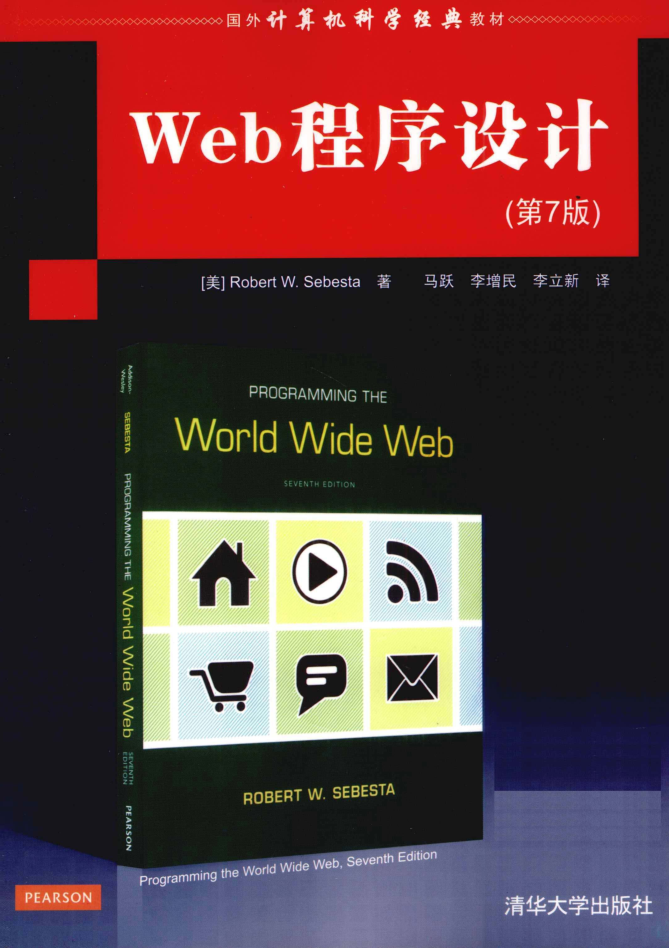 国外计算机科学经典教材
Web程序设计
(第7版)
[美] Robert W. Sebesta 著 马跃 李增民 李立新 译
Addison-
Wesley
SEBESTA
PROGRAMMING THE
World Wide Web
SEVENTH
EDITION
PEARSON
PROGRAMMING THE
World Wide Web
SEVENTH EDITION
ROBERT W. SEBESTA
Programming the World Wide Web, Seventh Edition
PEARSON
清华大学出版社